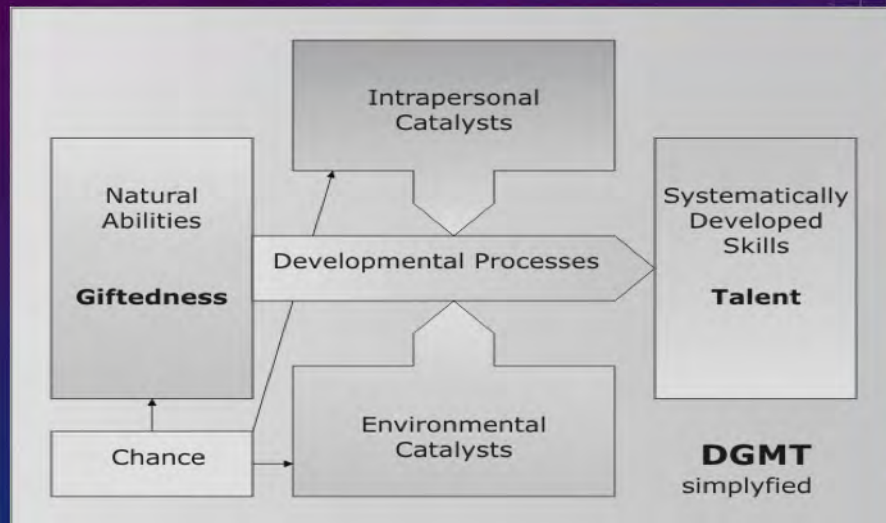 Intrapersonal
Catalysts
Natural
Abilities
Giftedness
Developmental Processes
Systematically
Developed
Skills
Talent
Chance
Environmental
Catalysts
DGMT
simplyfied